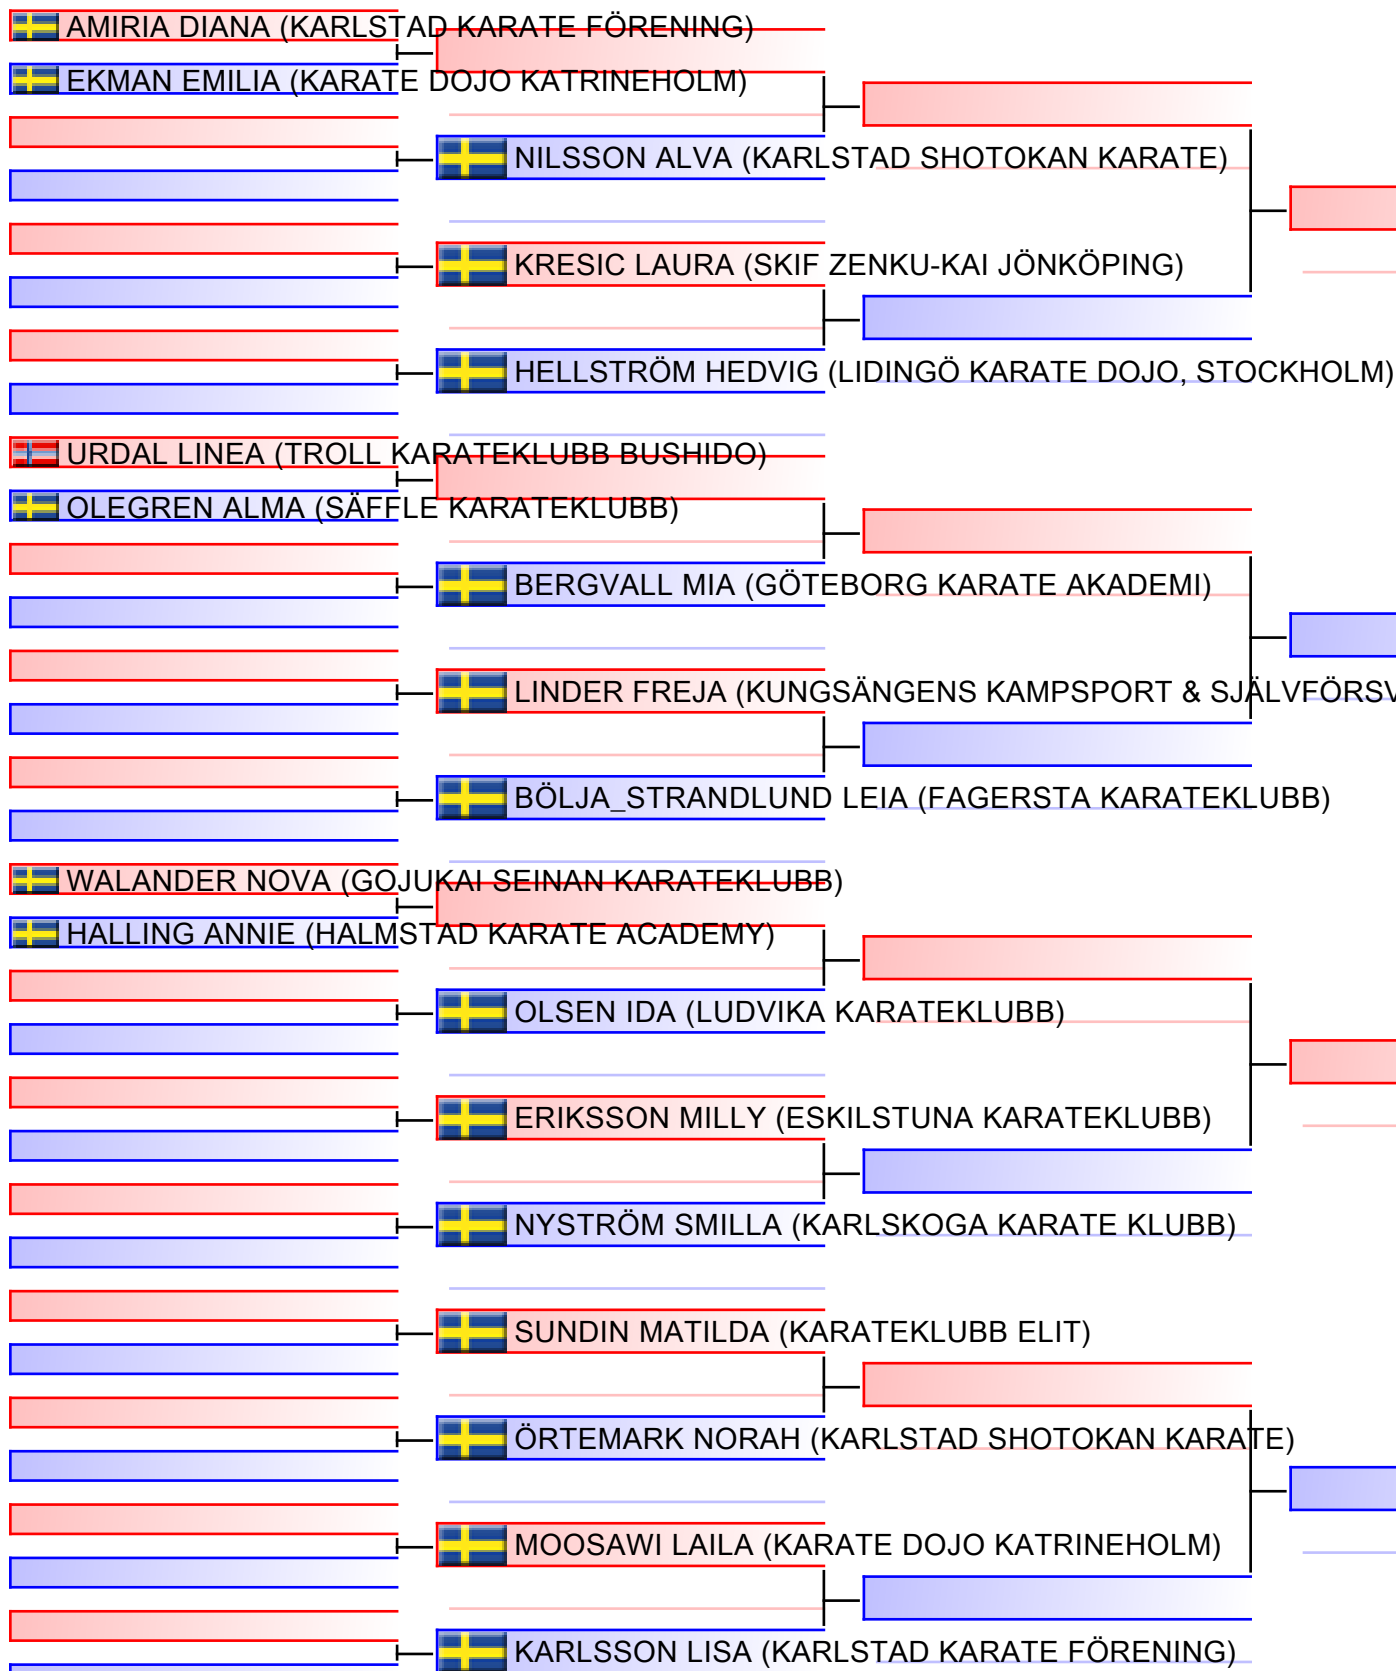 AMIRIA DIANA (KARLSTAD KARATE FÖRENING)
EKMAN EMILIA (KARATE DOJO KATRINEHOLM)
NILSSON ALVA (KARLSTAD SHOTOKAN KARATE)
KRESIC LAURA (SKIF ZENKU-KAI JÖNKÖPING)
HELLSTRÖM HEDVIG (LIDINGÖ KARATE DOJO, STOCKHOLM)
URDAL LINEA (TROLL KARATEKLUBB BUSHIDO)
OLEGREN ALMA (SÄFFLE KARATEKLUBB)
BERGVALL MIA (GÖTEBORG KARATE AKADEMI)
LINDER FREJA (KUNGSÄNGENS KAMPSPORT & SJÄLVFÖRSV
BÖLJA_STRANDLUND LEIA (FAGERSTA KARATEKLUBB)
WALANDER NOVA (GOJUKAI SEINAN KARATEKLUBB)
HALLING ANNIE (HALMSTAD KARATE ACADEMY)
OLSEN IDA (LUDVIKA KARATEKLUBB)
ERIKSSON MILLY (ESKILSTUNA KARATEKLUBB)
NYSTRÖM SMILLA (KARLSKOGA KARATE KLUBB)
SUNDIN MATILDA (KARATEKLUBB ELIT)
ÖRTEMARK NORAH (KARLSTAD SHOTOKAN KARATE)
MOOSAWI LAILA (KARATE DOJO KATRINEHOLM)
KARLSSON LISA (KARLSTAD KARATE FÖRENING)